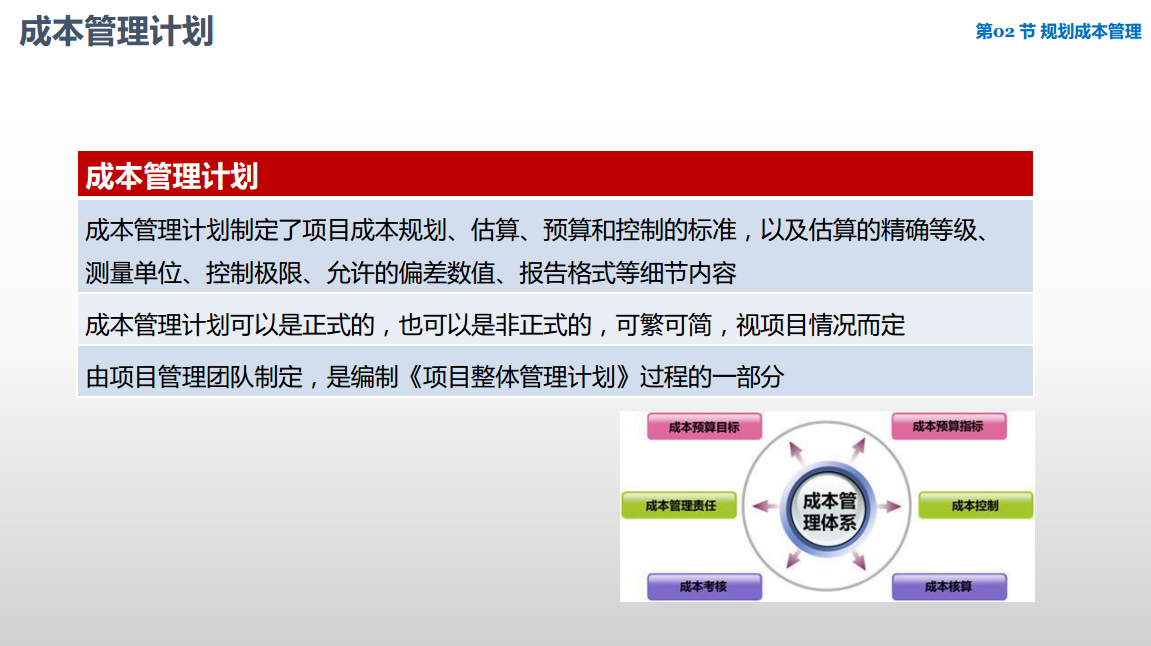 成本管理计划
第02 节 规划成本管理
成本管理计划
成本管理计划制定了项目成本规划、估算、预算和控制的标准，以及估算的精确等级、
测量单位、控制极限、允许的偏差数值、报告格式等细节内容
成本管理计划可以是正式的，也可以是非正式的，可繁可简，视项目情况而定
由项目管理团队制定，是编制《项目整体管理计划》过程的一部分
成本预算目标
成本预算指标
成本管理责任
成本管
理体系
成本控制
成本考核
成本核算